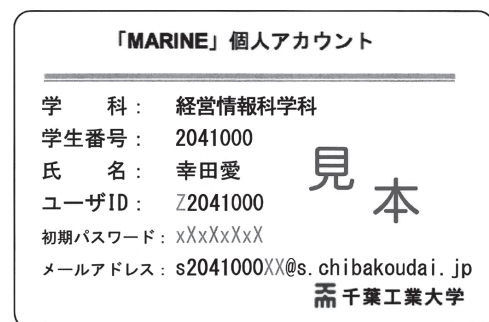 「MARINE」個人アカウント
学　　科： 経営情報科学科
学生番号： 2041000
氏　　名： 幸田愛
ユーザID： Z2041000
初期パスワード： xXxXxXxX
メールアドレス： s2041000XX@s.chibakoudai.jp
見本
千葉工業大学